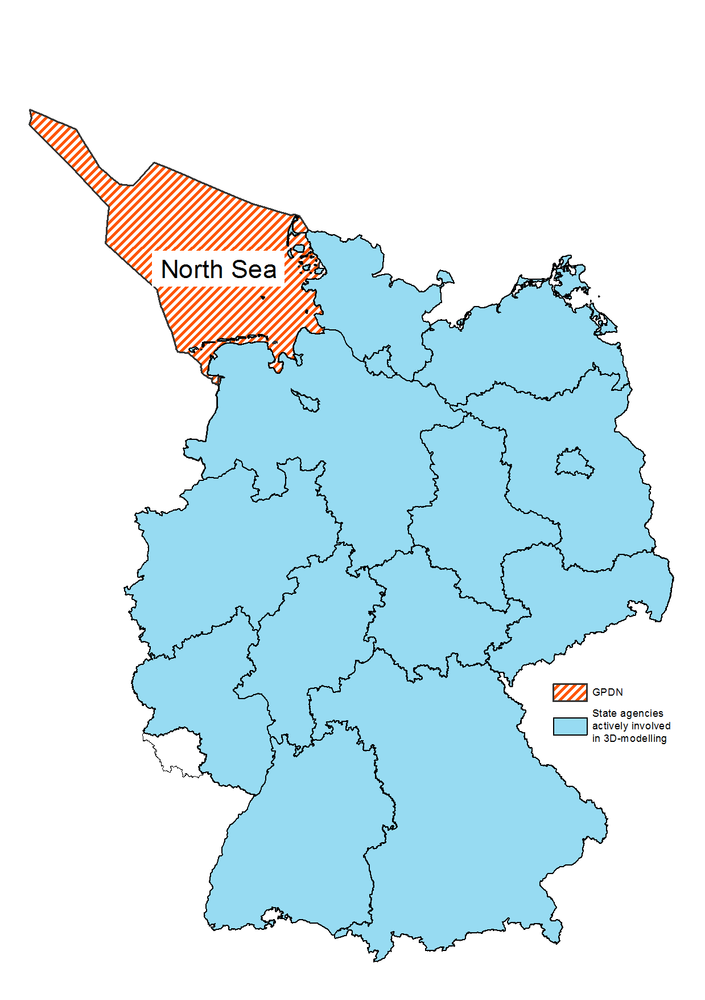 North Sea
GPDN
State agencies
actively involved
in 3D-modelling